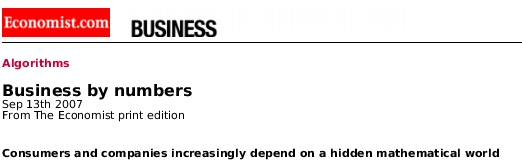 Economist.com BUSINESS
Algorithms
Business by numbers
Sep 13th 2007
From The Economist print edition
Consumers and companies increasingly depend on a hidden mathematical world